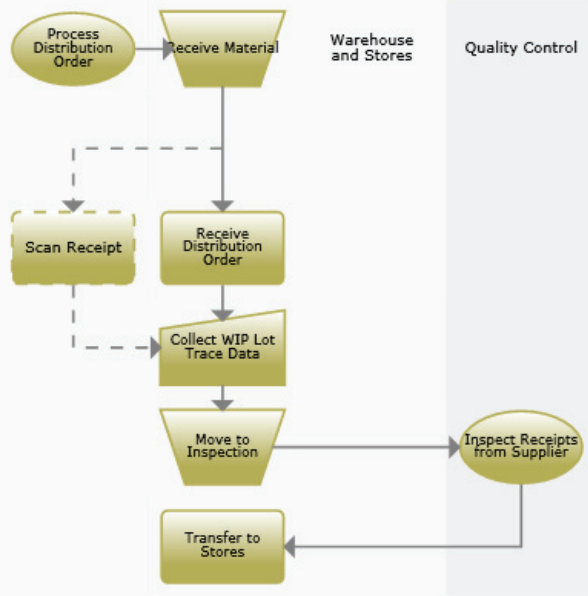 Process
Distribution
Order
Receive Material
Warehouse
and Stores
Quality Control
Scan Receipt
Receive
Distribution
Order
Collect WIP Lot
Trace Data
Move to
Inspection
Inspect Receipts
from Supplier
Transfer to
Stores